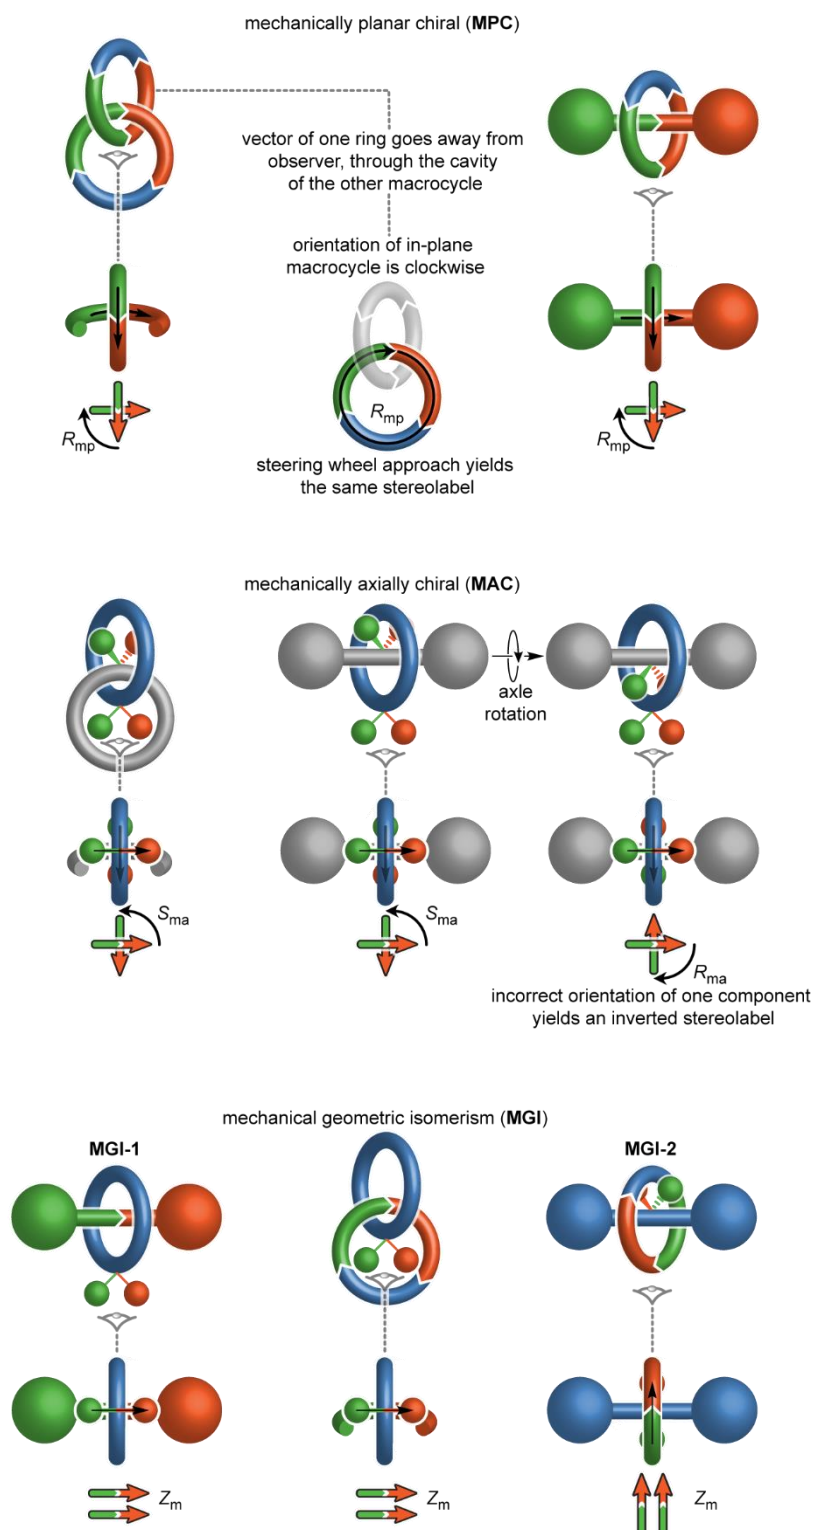 mechanically planar chiral (MPC)
vector of one ring goes away from
observer, through the cavity
of the other macrocycle
orientation of in-plane
macrocycle is clockwise
Rmp
steering wheel approach yields
the same stereolabel
Rmp
Rmp
mechanically axially chiral (MAC)
axle
rotation
Sma
Sma
Rma
incorrect orientation of one component
yields an inverted stereolabel
mechanical geometric isomerism (MGI)
MGI-1
MGI-2
Zm
Zm
Zm